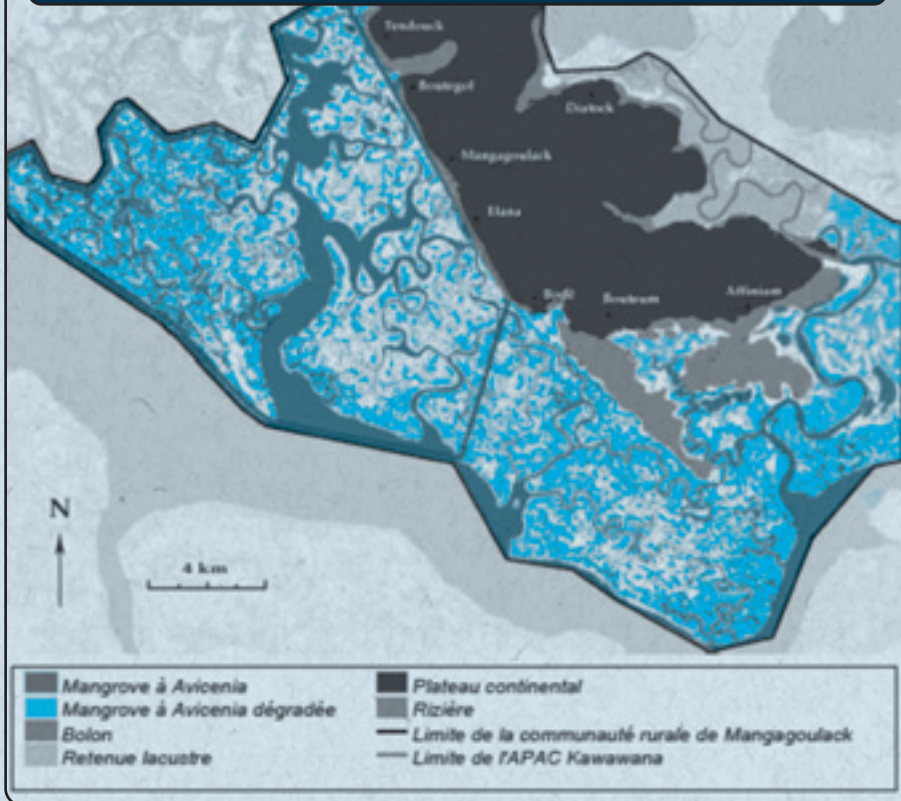 Tendouck
Boutegol
Diatock
Mangagoulack
Elana
Bodé
Bouteum
Affiniam
N
4 km
Mangrove à Avicenia
Mangrove à Avicenia dégradée
Bolon
Retenue lacustre
Plateau continental
Rizière
Limite de la communauté rurale de Mangagoulack
Limite de l'APAC Kawawana